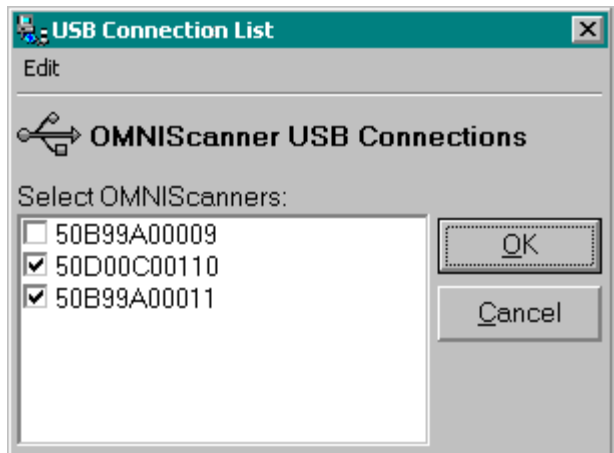 USB Connection List
Edit
OMNIScanner USB Connections
Select OMNIScanners:
50B99A00009
50D00C00110
50B99A00011
OK
Cancel